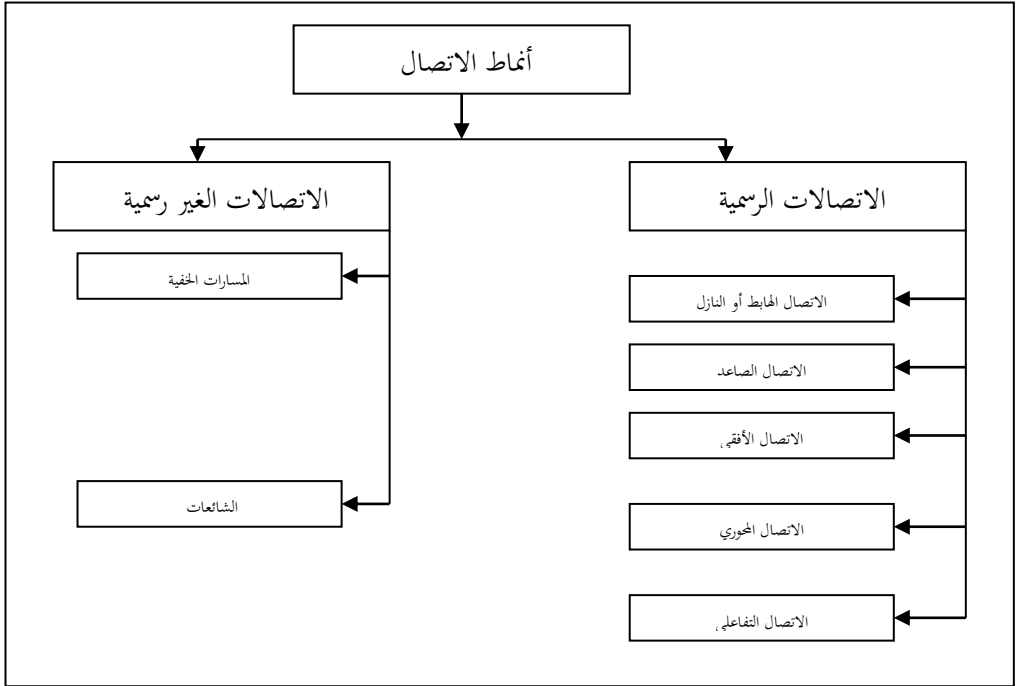 أنماط الاتصال
الاتصالات الرسمية
الاتصال الهابط أو النازل
الاتصال الصاعد
الاتصال الأفقي
الاتصال المحوري
الاتصال التفاعلي
الاتصالات الغير رسمية
المسارات الخفية
الشائعات